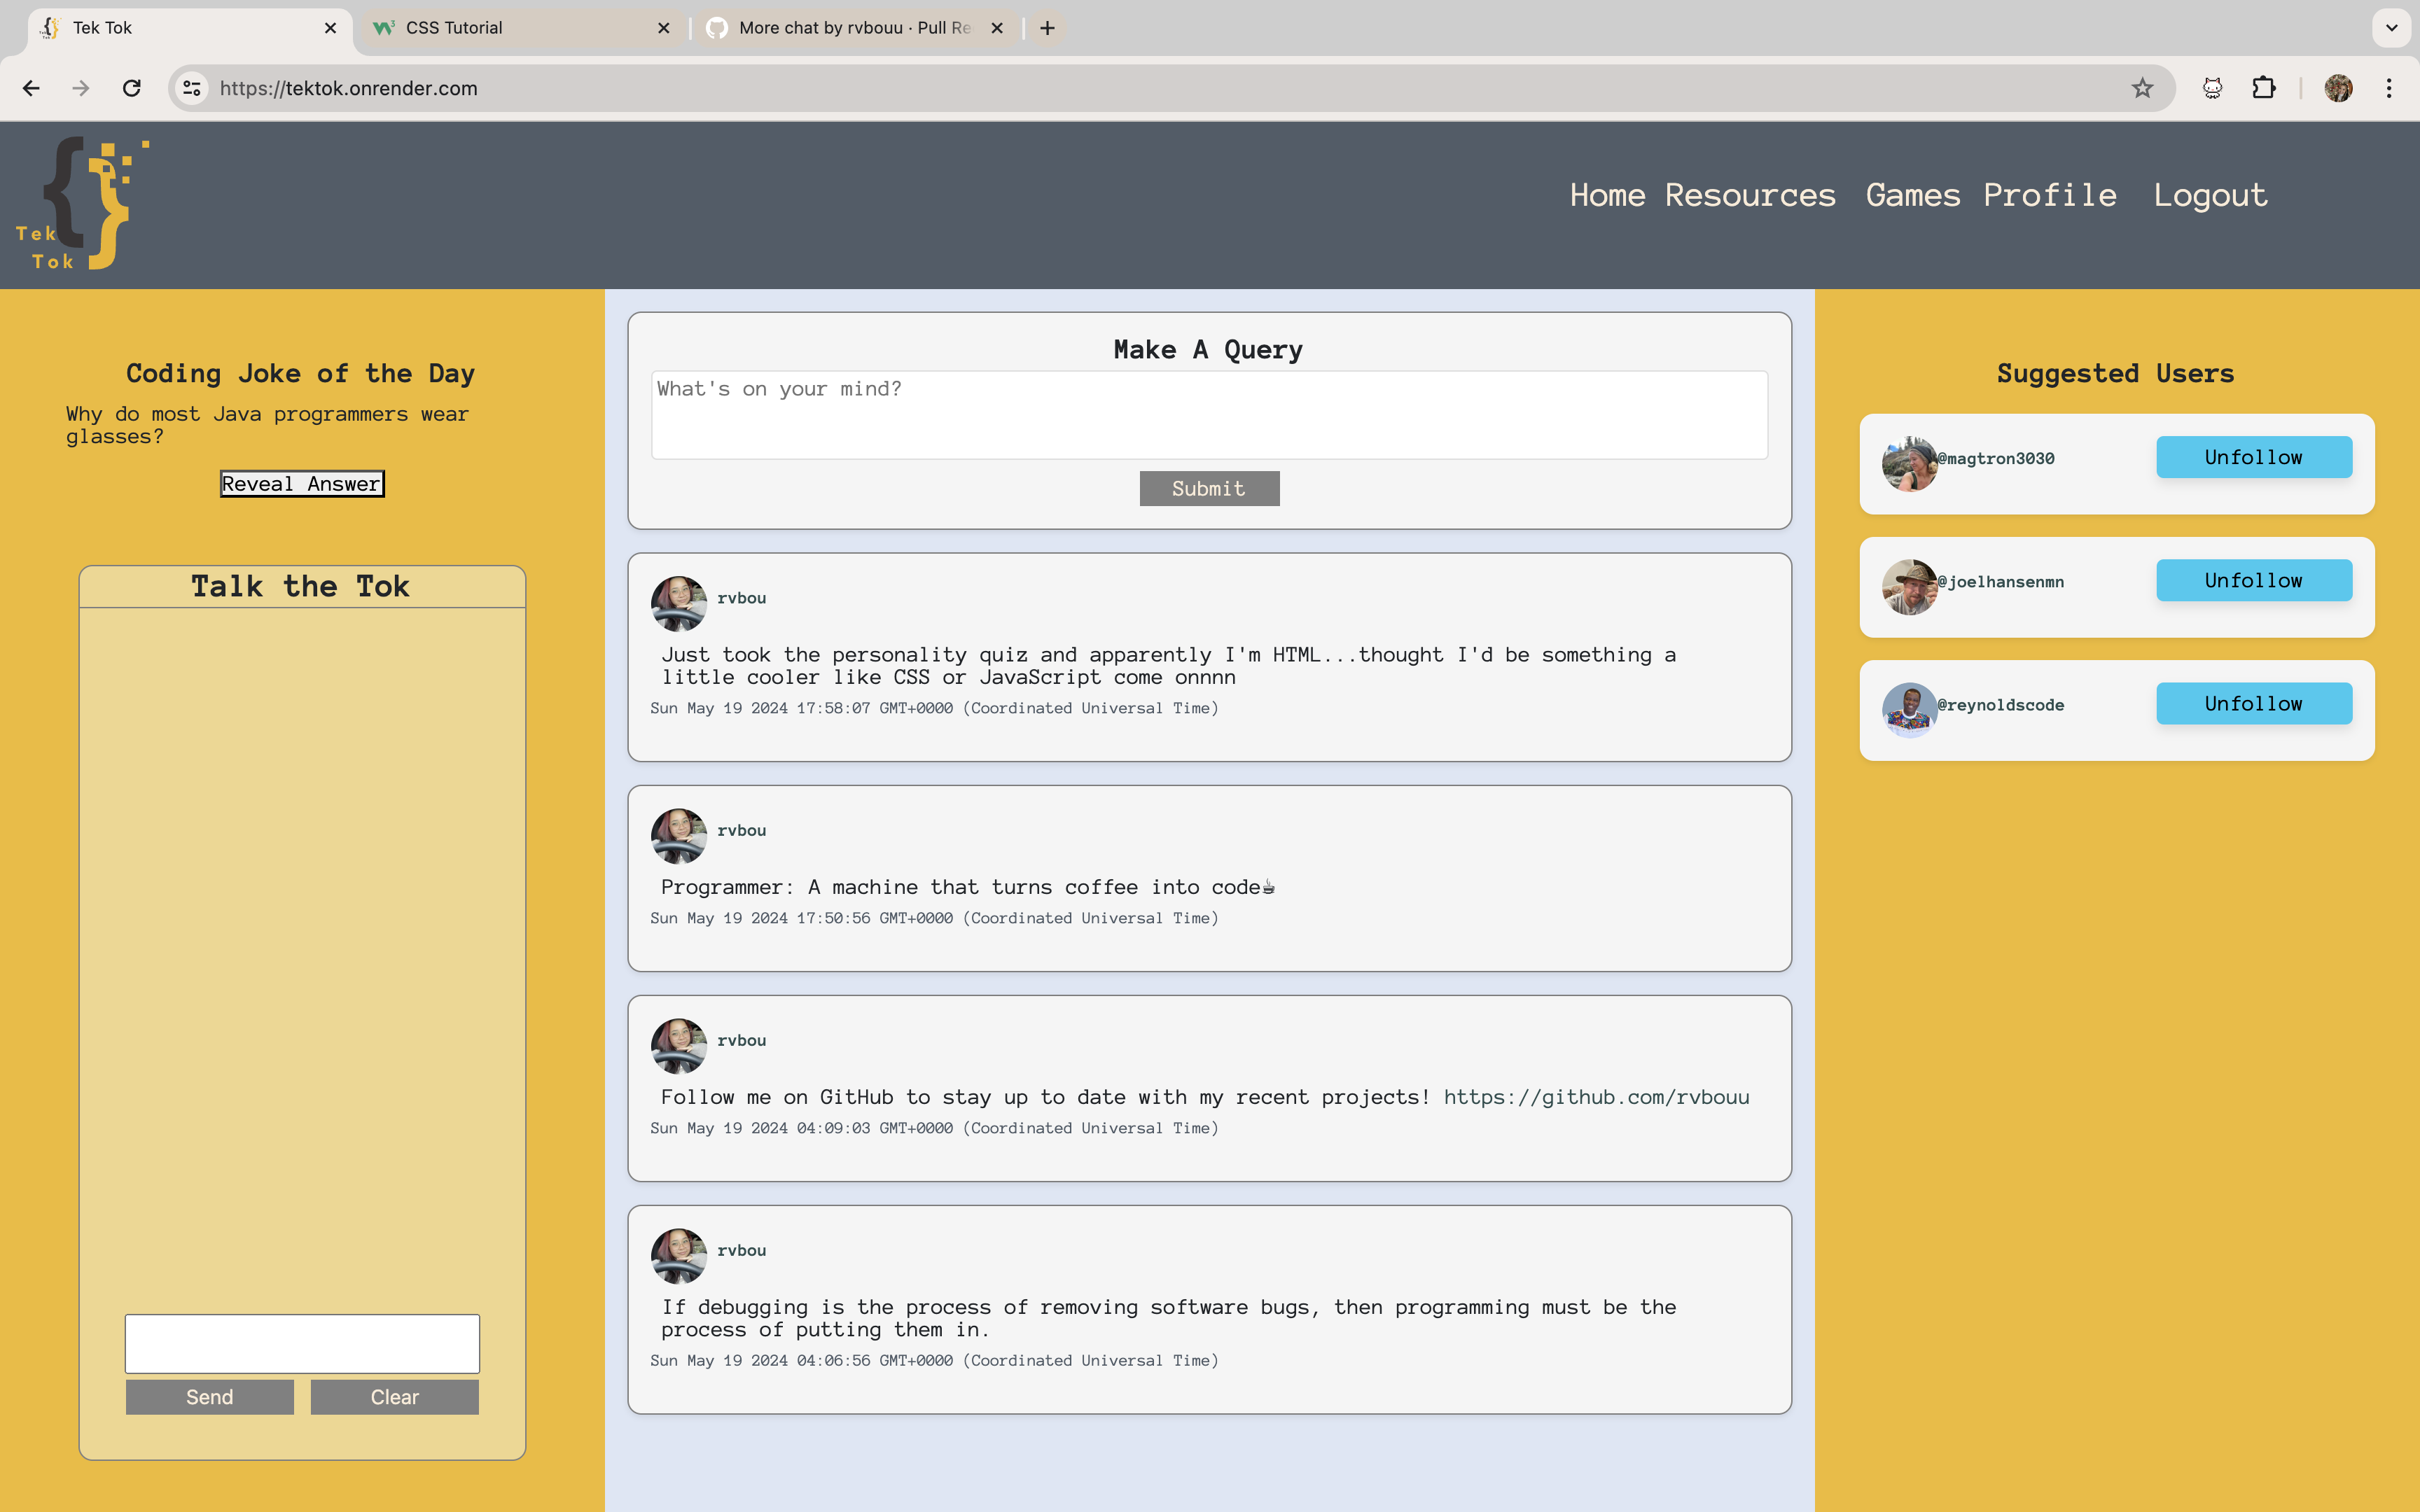 Tek Tok
CSS Tutorial
More chat by rvbouu · Pull Re
https://tektok.onrender.com
Tek
Tok
Home Resources Games Profile Logout
Coding Joke of the Day
Why do most Java programmers wear
glasses?
Reveal Answer
Talk the Tok
Send Clear
Make A Query
What's on your mind?
Submit
rvbou
Just took the personality quiz and apparently I'm HTML...thought I'd be something a
little cooler like CSS or JavaScript come onnnn
Sun May 19 2024 17:58:07 GMT+0000 (Coordinated Universal Time)
rvbou
Programmer: A machine that turns coffee into code☕
Sun May 19 2024 17:50:56 GMT+0000 (Coordinated Universal Time)
rvbou
Follow me on GitHub to stay up to date with my recent projects! https://github.com/rvbouu
Sun May 19 2024 04:09:03 GMT+0000 (Coordinated Universal Time)
rvbou
If debugging is the process of removing software bugs, then programming must be the
process of putting them in.
Sun May 19 2024 04:06:56 GMT+0000 (Coordinated Universal Time)
Suggested Users
@magtron3030 Unfollow
@joelhansenmn Unfollow
@reynoldscode Unfollow